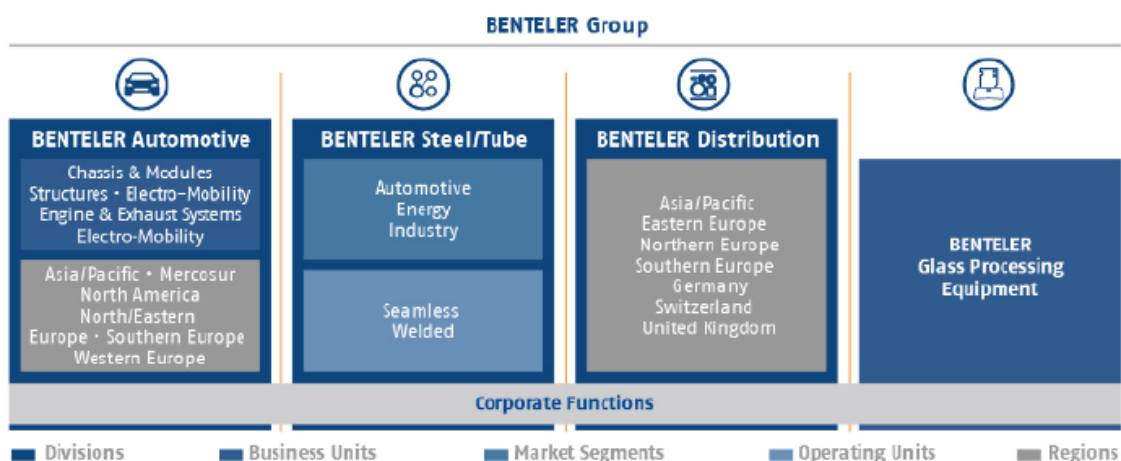 BENTELER Group
BENTELER Automotive
Chassis & Modules
Structures • Electro-Mobility
Engine & Exhaust Systems
Electro-Mobility
Asia/Pacific • Mercosur
North America
North/Eastern
Europe • Southern Europe
Western Europe
BENTELER Steel/Tube
Automotive
Energy
Industry
Seamless
Welded
BENTELER Distribution
Asia/Pacific
Eastern Europe
Northern Europe
Southern Europe
Germany
Switzerland
United Kingdom
BENTELER
Glass Processing
Equipment
Corporate Functions
Divisions
Business Units
Market Segments
Operating Units
Regions